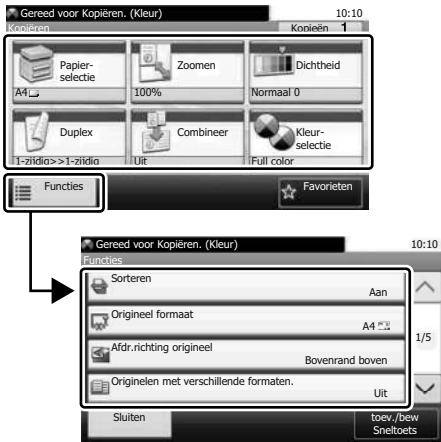 Gereed voor Kopiëren. (Kleur) 10:10
Kopiëren Kopieën 1
Papier-
selectie
Zoomen
Dichtheid
A4
100%
Normaal 0
Duplex
Combineer
Kleur-
selectie
1-zijdig>>1-zijdig
Uit
Full color
Functies
Favorieten
Gereed voor Kopiëren. (Kleur) 10:10
Functies
Sorteren
Aan
Origineel formaat
A4
1/5
Afdr.richting origineel
Bovenrand boven
Originelen met verschillende formaten.
Uit
Sluiten
toev./bew
Sneltoets